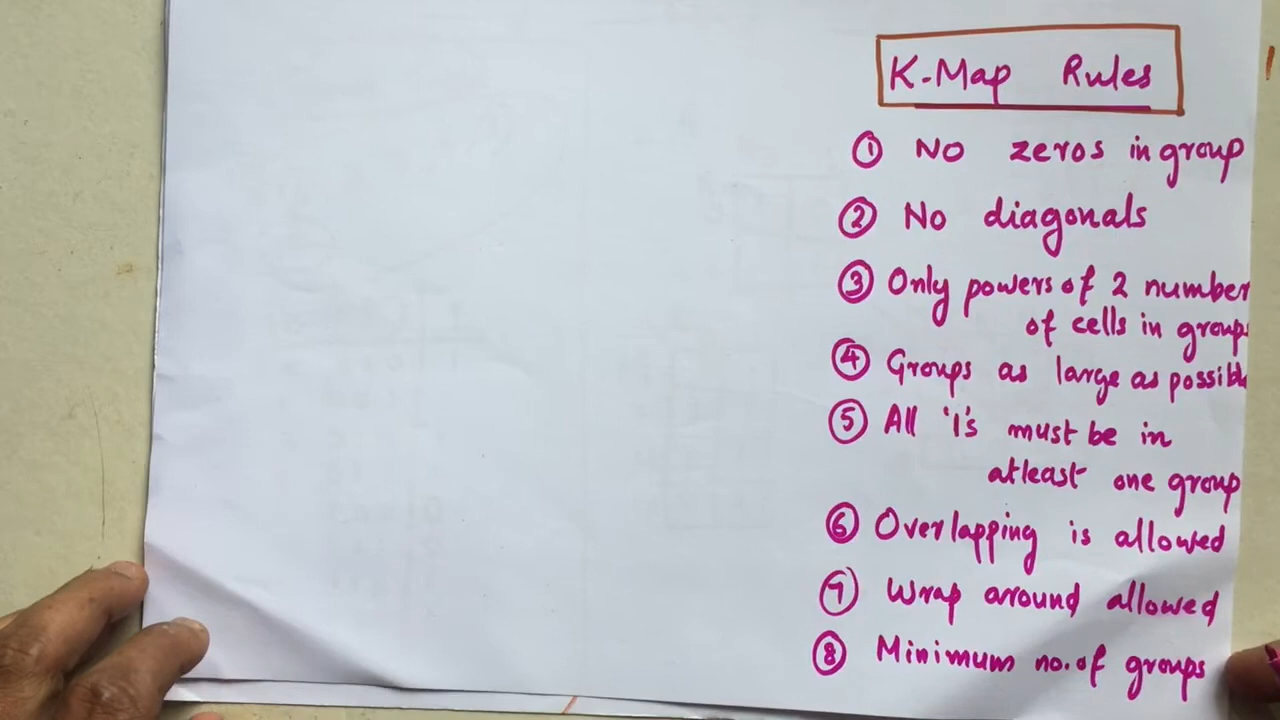 K-Map Rules
① No zeros in group
② No diagonals
③ Only powers of 2 number
of cells in groups
④ Groups as large as possible
⑤ All '1's must be in
atleast one group
⑥ Overlapping is allowed
⑦ Wrap around allowed
⑧ Minimum no. of groups